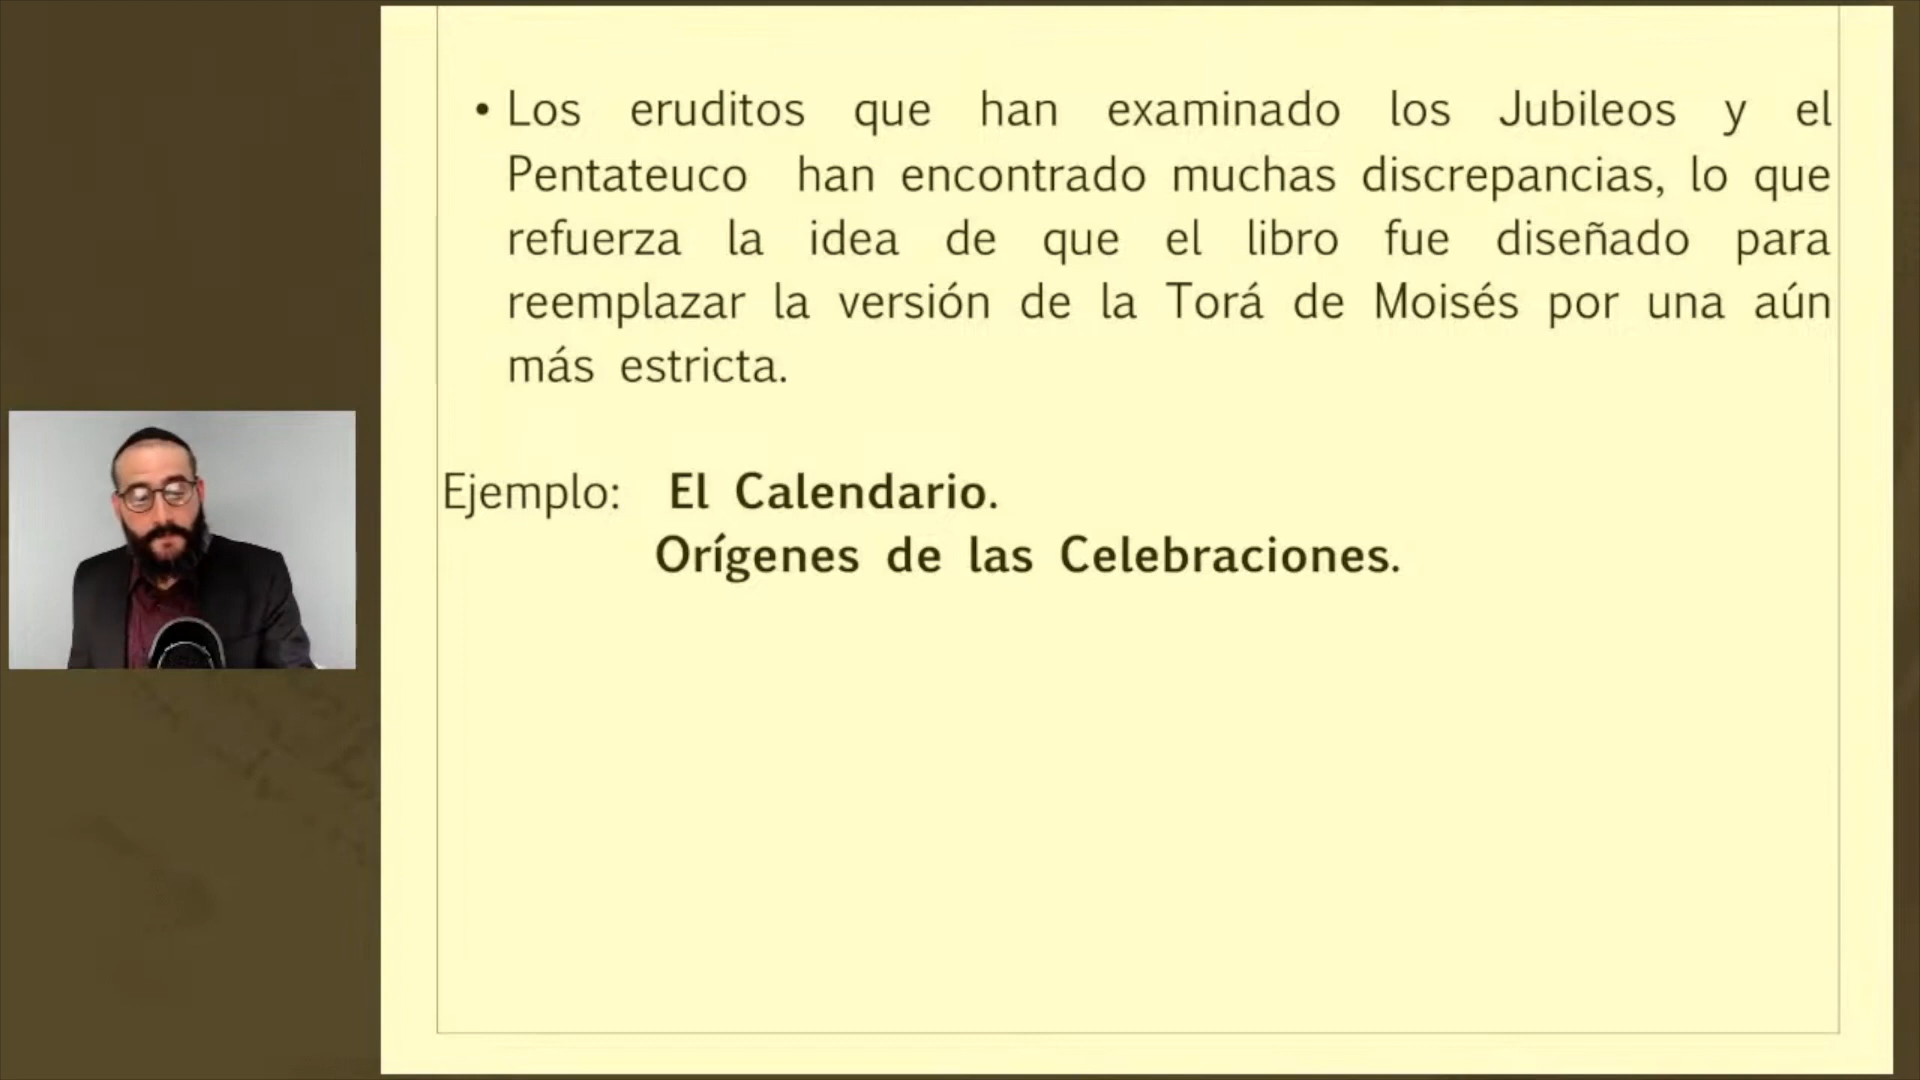 • Los eruditos que han examinado los Jubileos y el
Pentateuco han encontrado muchas discrepancias, lo que
refuerza la idea de que el libro fue diseñado para
reemplazar la versión de la Torá de Moisés por una aún
más estricta.
Ejemplo: El Calendario.
Orígenes de las Celebraciones.